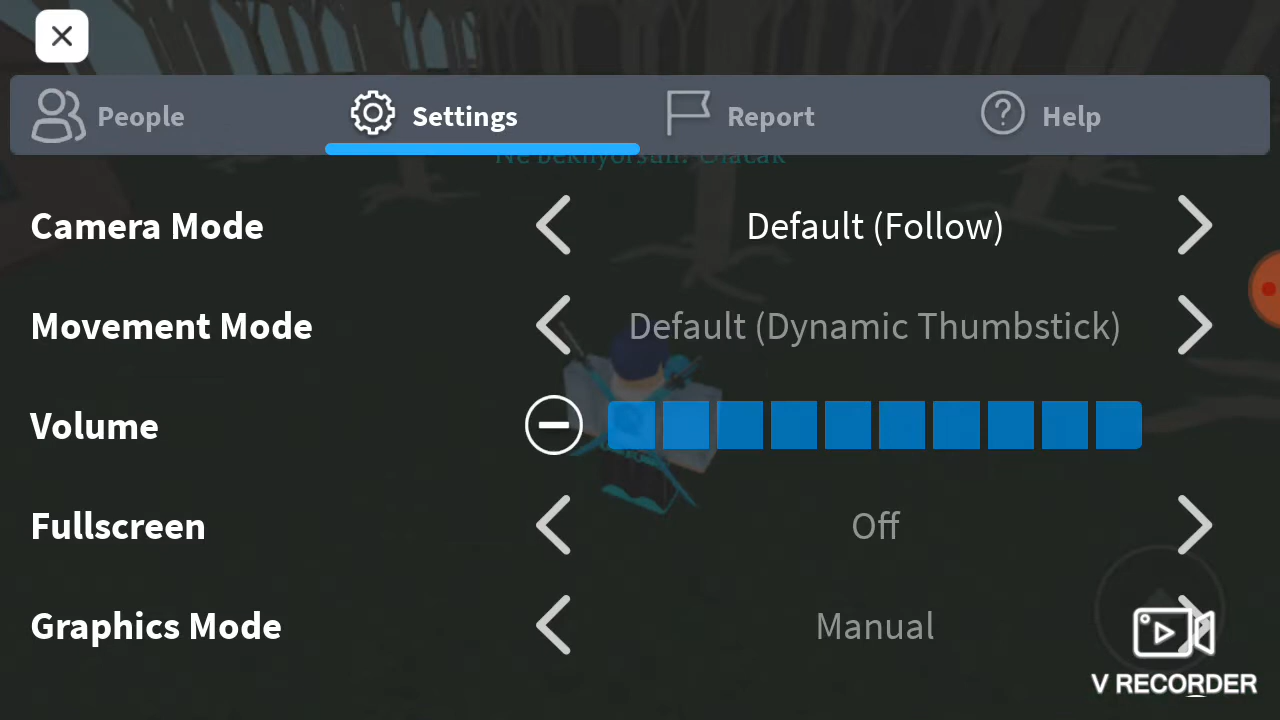 People
Settings
Report
Help
Camera Mode
Default (Follow)
Movement Mode
Default (Dynamic Thumbstick)
Volume
Fullscreen
Off
Graphics Mode
Manual
V RECORDER